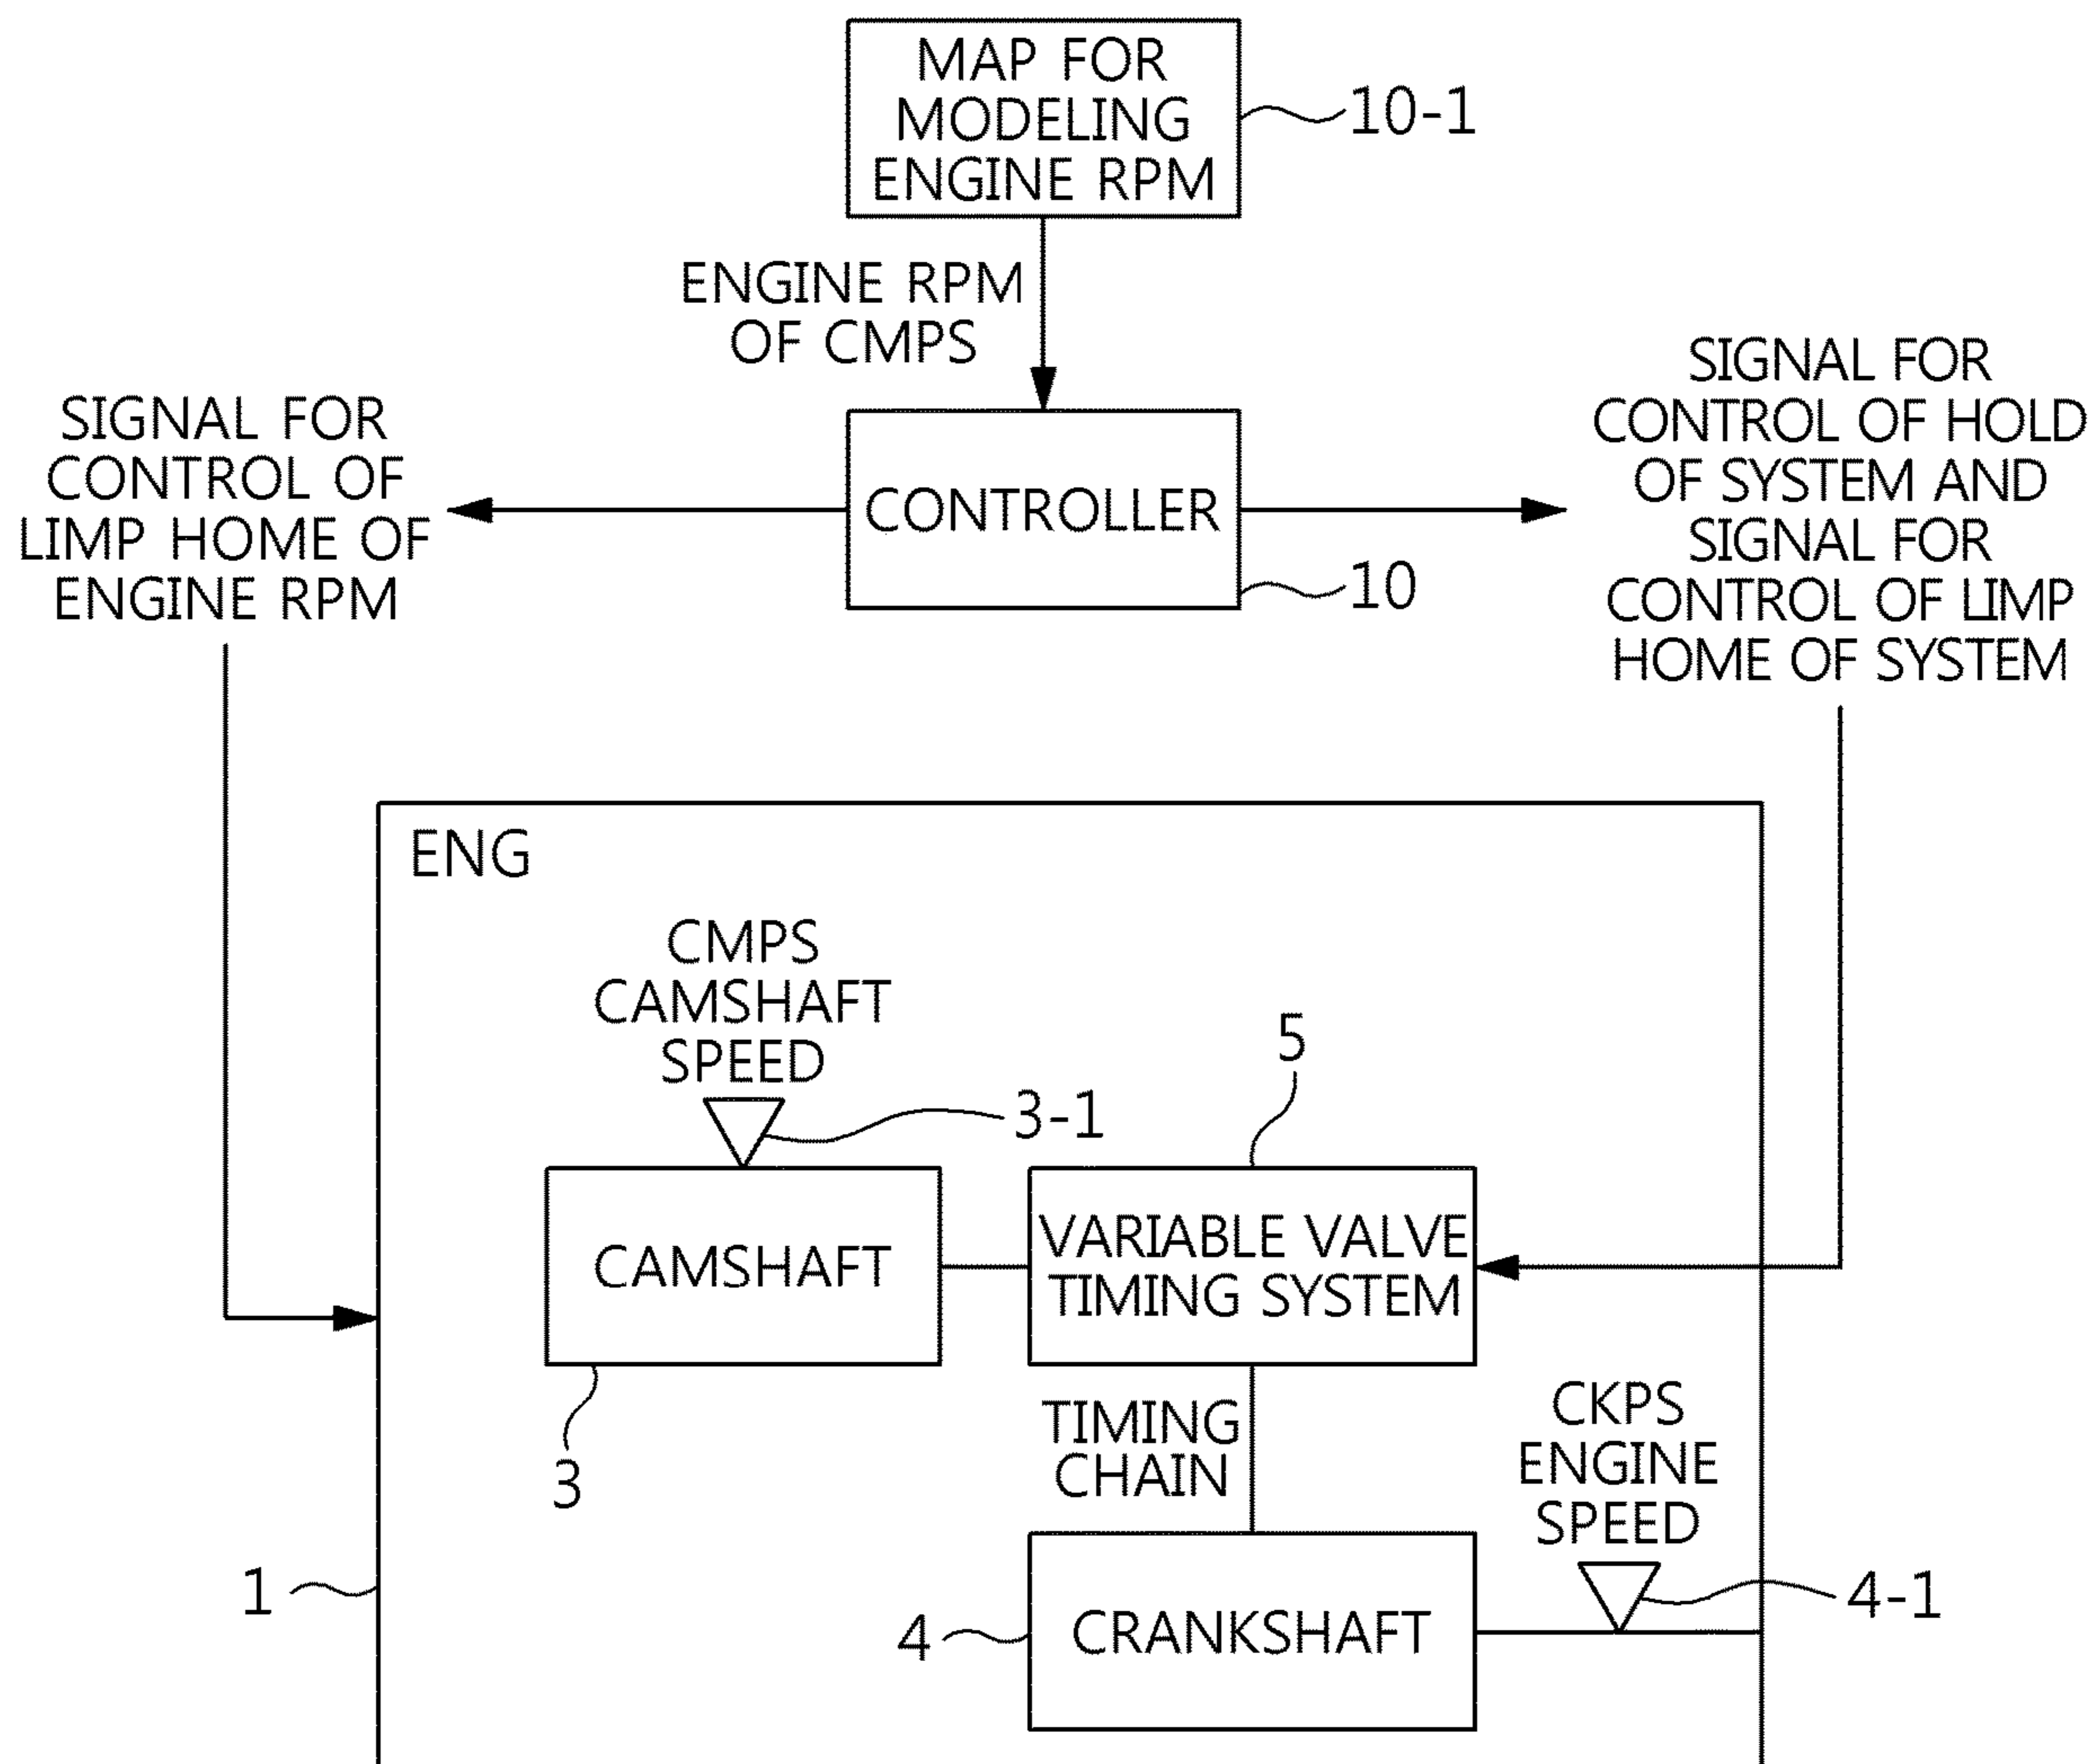 MAP FOR
MODELING
ENGINE RPM
10-1
ENGINE RPM
OF CMPS
SIGNAL FOR
CONTROL OF
LIMP HOME OF
ENGINE RPM
CONTROLLER
10
SIGNAL FOR
CONTROL OF HOLD
OF SYSTEM AND
SIGNAL FOR
CONTROL OF LIMP
HOME OF SYSTEM
ENG
CMPS
CAMSHAFT
SPEED
3-1
5
CAMSHAFT
VARIABLE VALVE
TIMING SYSTEM
3
TIMING
CHAIN
CKPS
ENGINE
SPEED
1
4
CRANKSHAFT
4-1